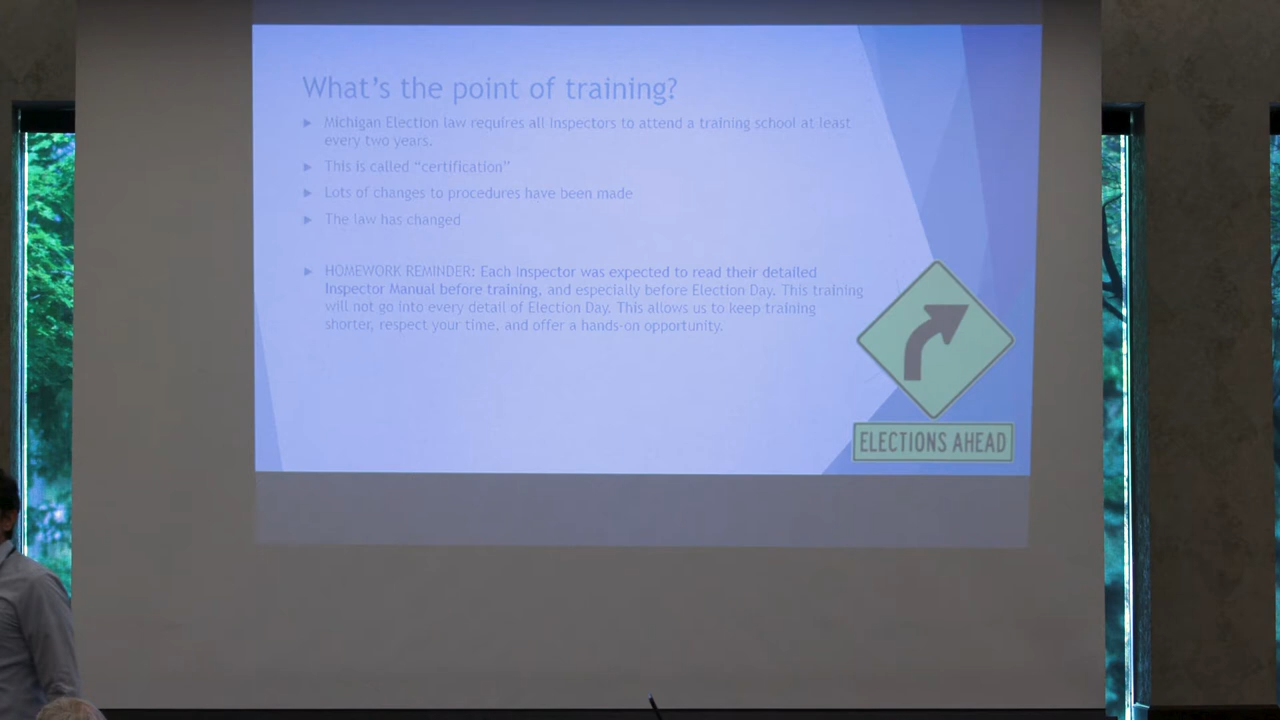 What's the point of training?
Michigan Election law requires all inspectors to attend a training school at least
every two years.
This is called "certification"
Lots of changes to procedures have been made
The law has changed
HOMEWORK REMINDER: Each inspector was expected to read their detailed
Inspector Manual before training, and especially before Election Day. This training
will not go into every detail of Election Day. This allows us to keep training
shorter, respect your time, and offer a hands-on opportunity.
ELECTIONS AHEAD